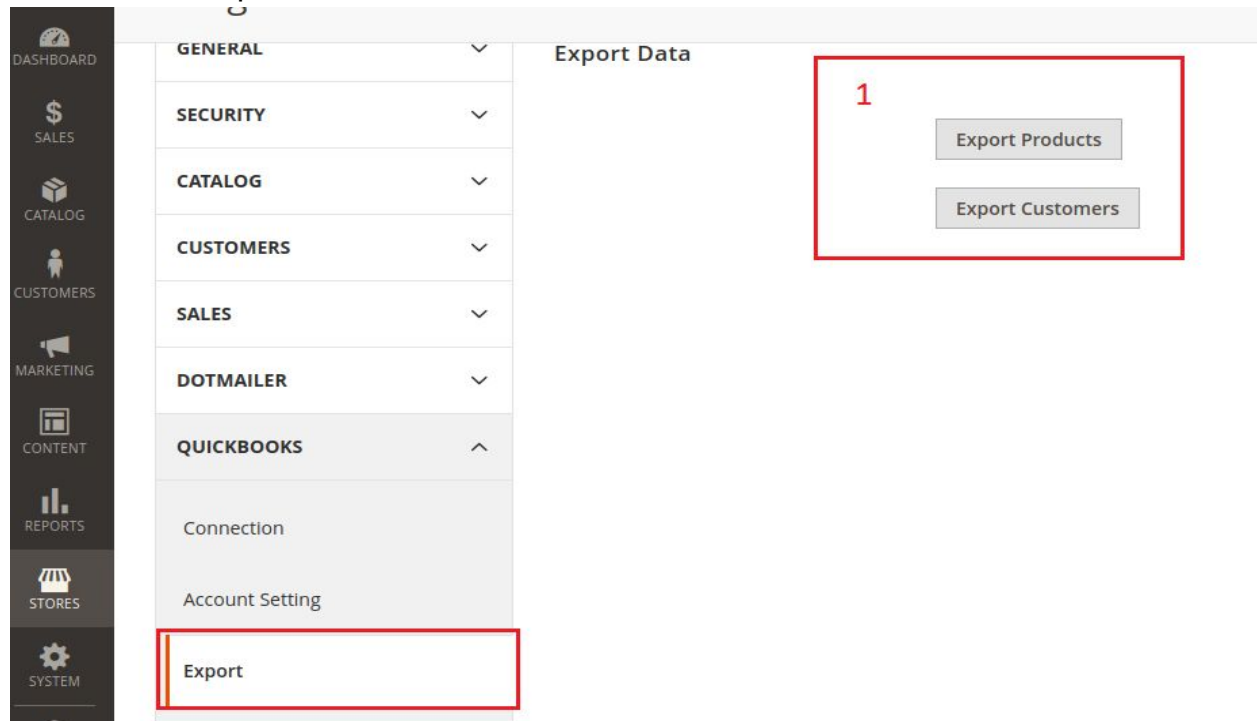 DASHBOARD
$
SALES
CATALOG
CUSTOMERS
MARKETING
CONTENT
REPORTS
STORES
SYSTEM
GENERAL
SECURITY
CATALOG
CUSTOMERS
SALES
DOTMAILER
QUICKBOOKS
Connection
Account Setting
Export
Export Data
1
Export Products
Export Customers